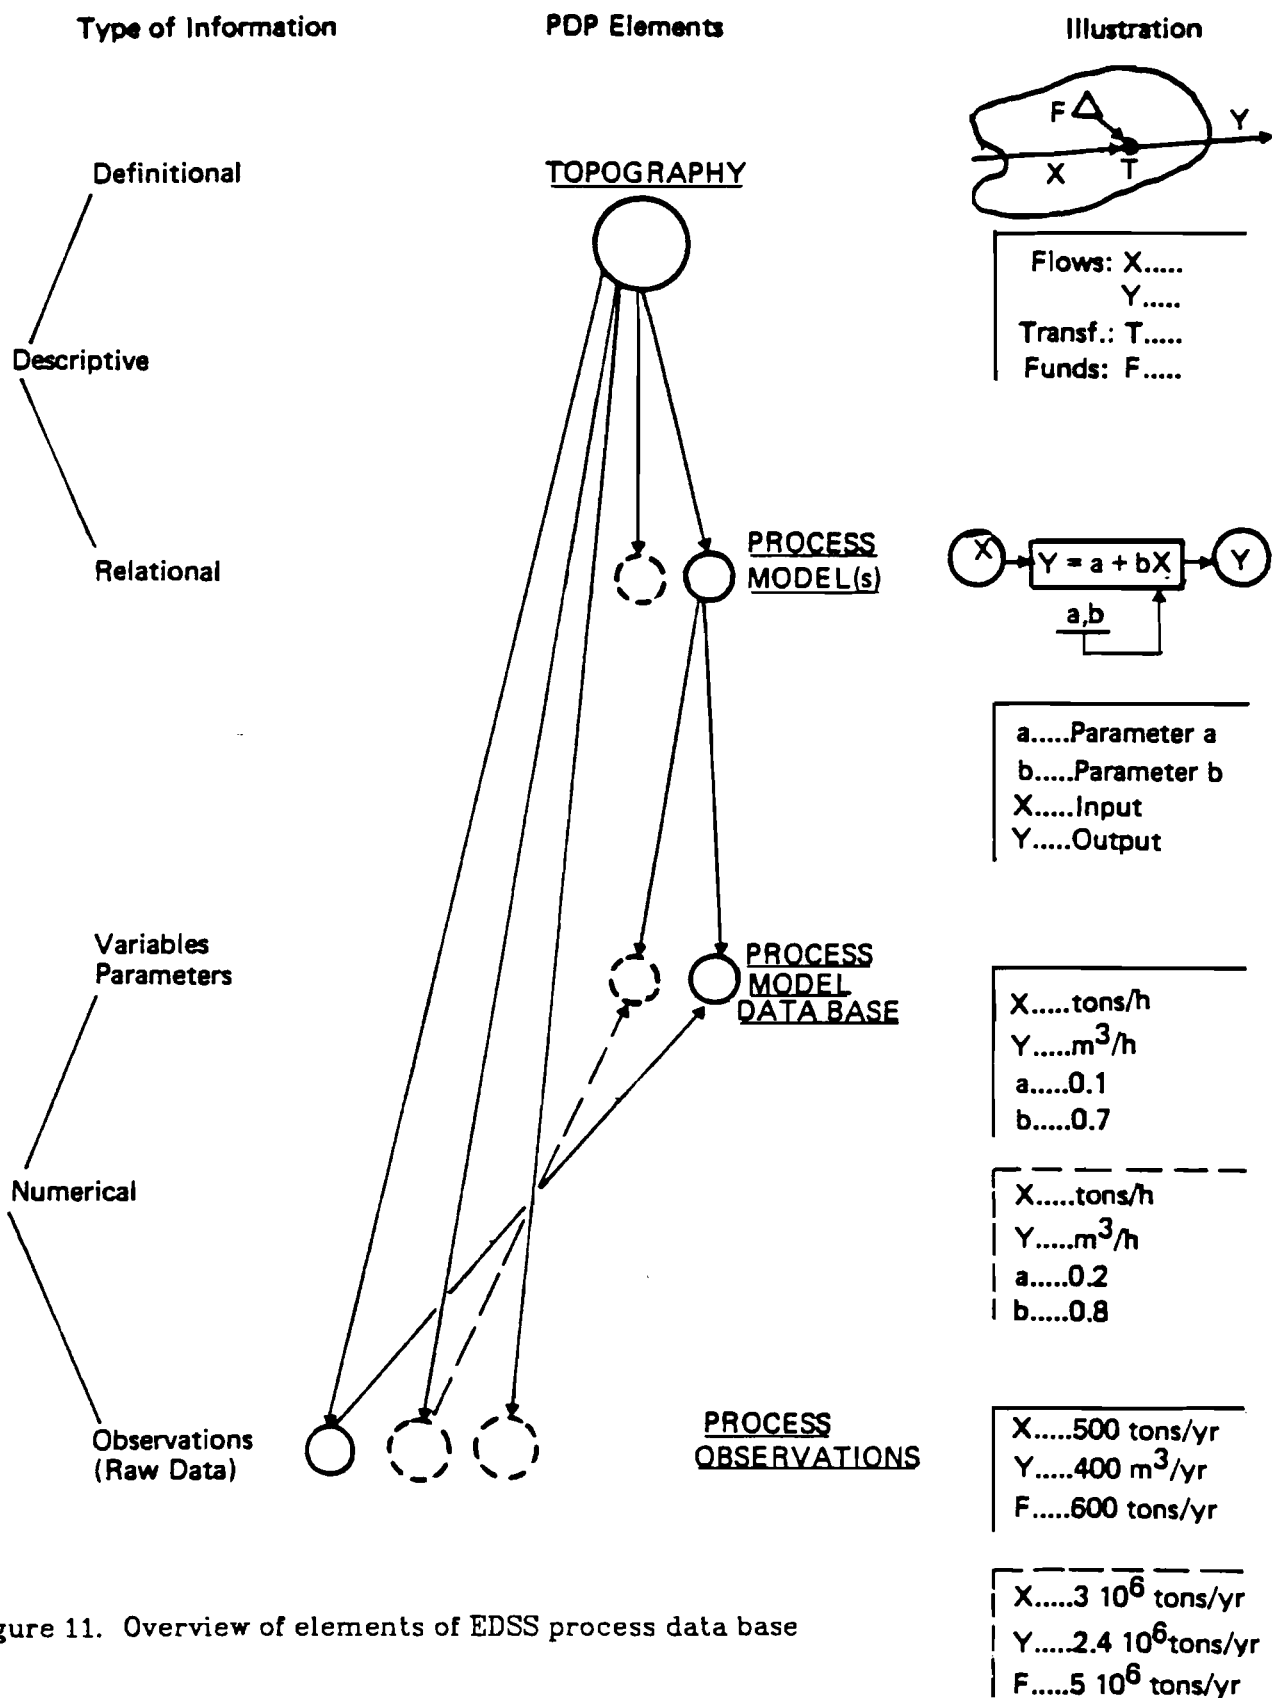 Type of Information
PDP Elements
Illustration
F
Y
X
T
Definitional
TOPOGRAPHY
Flows: X.....
Y.....
Transf.: T.....
Funds: F.....
Descriptive
Relational
PROCESS
MODEL(s)
X
Y = a + bX
Y
a,b
a.....Parameter a
b.....Parameter b
X.....Input
Y.....Output
Variables
Parameters
PROCESS
MODEL
DATA BASE
X.....tons/h
Y.....m³/h
a.....0.1
b.....0.7
Numerical
X.....tons/h
Y.....m³/h
a.....0.2
b.....0.8
Observations
(Raw Data)
PROCESS
OBSERVATIONS
X.....500 tons/yr
Y.....400 m³/yr
F.....600 tons/yr
X.....3 10⁶ tons/yr
Y.....2.4 10⁶tons/yr
F.....5 10⁶ tons/yr
gure 11. Overview of elements of EDSS process data base